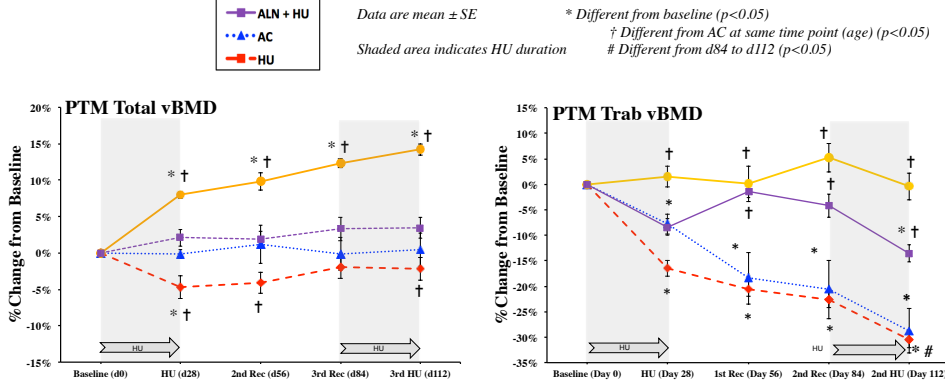 ALN + HU
AC
HU
Data are mean ± SE
* Different from baseline (p<0.05)
† Different from AC at same time point (age) (p<0.05)
Shaded area indicates HU duration
# Different from d84 to d112 (p<0.05)
PTM Total vBMD
%Change from Baseline
20%
15%
10%
5%
0%
-5%
-10%
-15%
* †
* †
* †
* †
* †
†
†
HU
HU
Baseline (d0)
HU (d28)
2nd Rec (d56)
3rd Rec (d84)
3rd HU (d112)
PTM Trab vBMD
%Change from Baseline
15%
10%
5%
0%
-5%
-10%
-15%
-20%
-25%
-30%
-35%
†
†
†
†
*
†
†
* †
*
*
*
*
*
*
†* #
HU
HU
Baseline (Day 0)
HU (Day 28)
1st Rec (Day 56)
2nd Rec (Day 84)
2nd HU (Day 112)